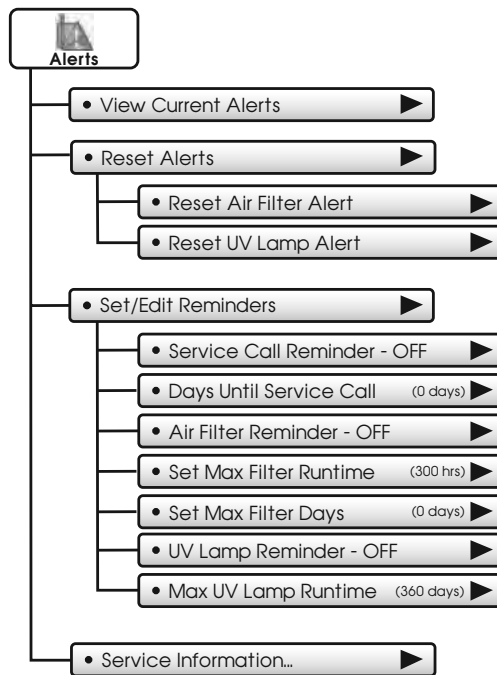 Alerts
• View Current Alerts
• Reset Alerts
• Reset Air Filter Alert
• Reset UV Lamp Alert
• Set/Edit Reminders
• Service Call Reminder - OFF
• Days Until Service Call (0 days)
• Air Filter Reminder - OFF
• Set Max Filter Runtime (300 hrs)
• Set Max Filter Days (0 days)
• UV Lamp Reminder - OFF
• Max UV Lamp Runtime (360 days)
• Service Information...